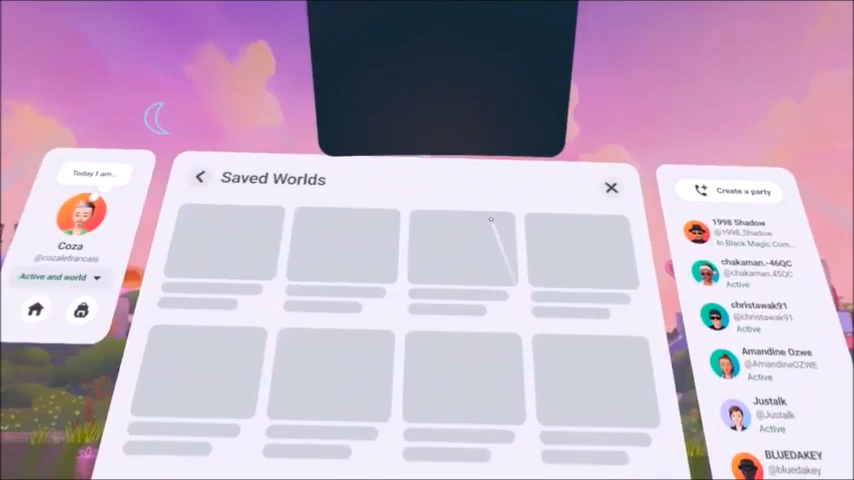 Today I am...
Coza
@cozalefrancais
Active and world
Saved Worlds
Create a party
1998 Shadow
@1998_Shadow
In Black Magic Com...
chakaman.-46QC
@chakaman.45QC
Active
christawak91
@christawak91
Active
Amandine Ozwe
@AmandineOZWE
Active
Justalk
@Justalk
Active
BLUEDAKEY
@bluedakey